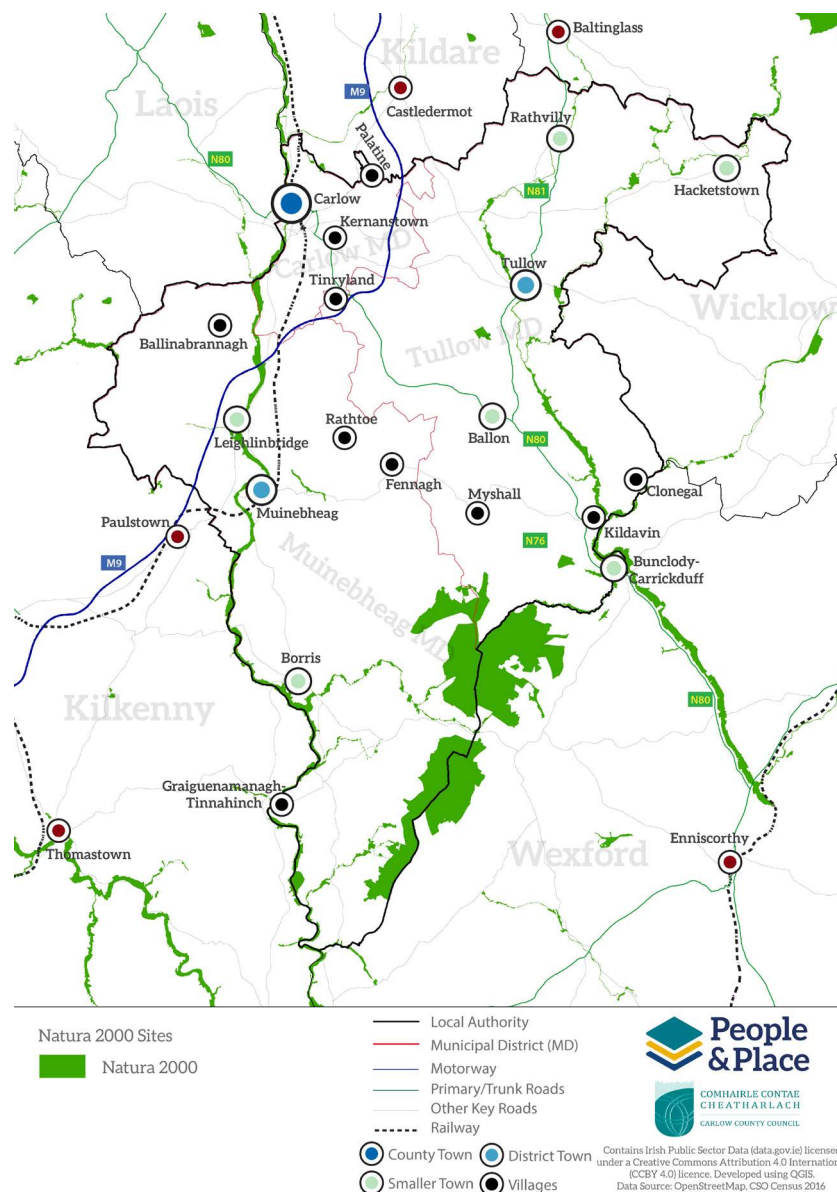 Baltinglass
Kildare
M9
Castledermot
Laois
Rathvilly
Palatine
N80
N81
Hacketstown
Carlow
Kernanstown
Carlow MD
Tullow
Tinryland
Wicklow
Ballinabrannagh
Tullow MD
Rathtoe
Ballon
Leighlinbridge
N80
Fennagh
Clonegal
Myshall
Muinebheag
Paulstown
Kildavin
N76
M9
Bunclody-
Carrickduff
Muinebheag MD
Borris
N80
Kilkenny
Graiguenamanagh-
Tinnahinch
Enniscorthy
Wexford
Thomastown
Natura 2000 Sites
Natura 2000
Local Authority
Municipal District (MD)
Motorway
Primary/Trunk Roads
Other Key Roads
Railway
County Town
District Town
Smaller Town
Villages
People
&Place
COMHAIRLE CONTAE
CHEATHARLACH
CARLOW COUNTY COUNCIL
Contains Irish Public Sector Data (data.gov.ie) licensed
under a Creative Commons Attribution 4.0 Internation
(CCBY 4.0) licence. Developed using QGIS.
Data Source: OpenStreetMap, CSO Census 2016